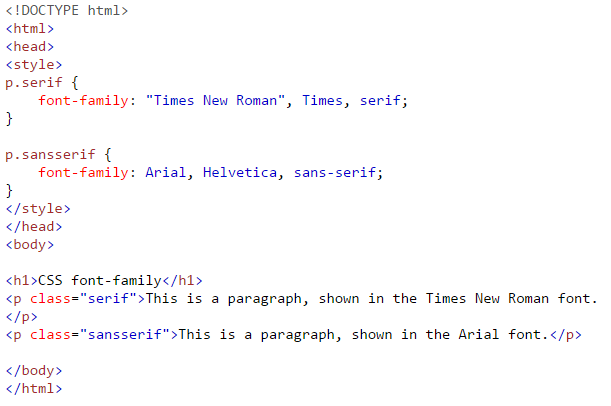 <!DOCTYPE html>
<html>
<head>
<style>
p.serif {
    font-family: "Times New Roman", Times, serif;
}

p.sansserif {
    font-family: Arial, Helvetica, sans-serif;
}
</style>
</head>
<body>

<h1>CSS font-family</h1>
<p class="serif">This is a paragraph, shown in the Times New Roman font.
</p>
<p class="sansserif">This is a paragraph, shown in the Arial font.</p>

</body>
</html>